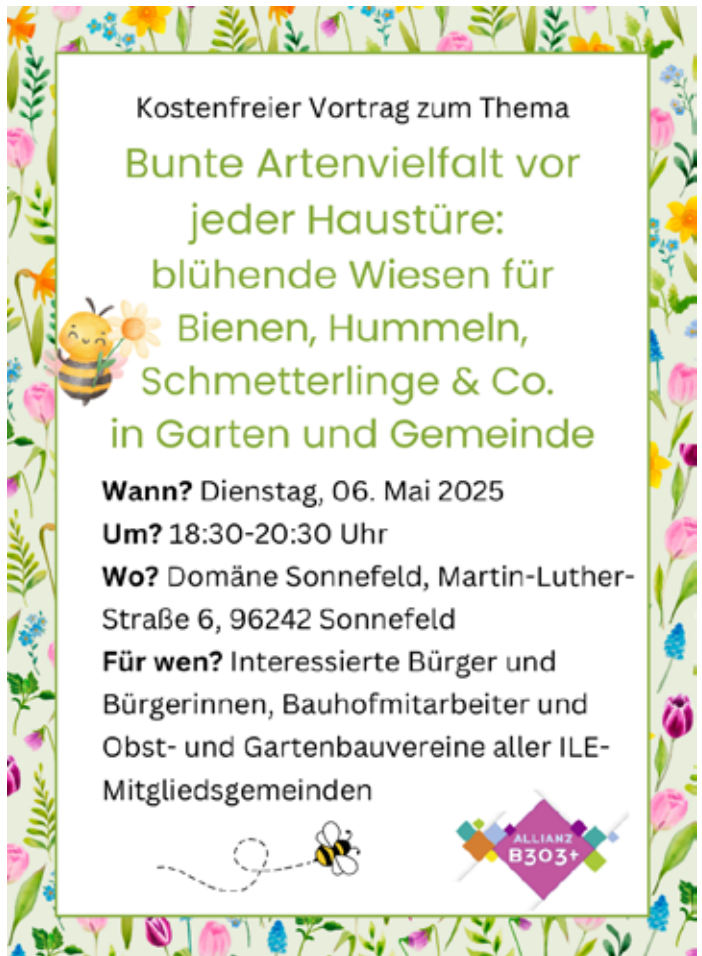 Kostenfreier Vortrag zum Thema
Bunte Artenvielfalt vor
jeder Haustüre:
blühende Wiesen für
Bienen, Hummeln,
Schmetterlinge & Co.
in Garten und Gemeinde
Wann? Dienstag, 06. Mai 2025
Um? 18:30-20:30 Uhr
Wo? Domäne Sonnefeld, Martin-Luther-
Straße 6, 96242 Sonnefeld
Für wen? Interessierte Bürger und
Bürgerinnen, Bauhofmitarbeiter und
Obst- und Gartenbauvereine aller ILE-
Mitgliedsgemeinden
ALLIANZ
B303+